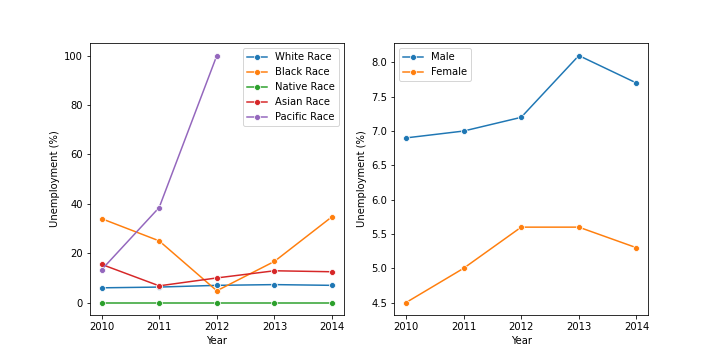 Unemployment (%)
100
80
60
40
20
0
2010 2011 2012 2013 2014
Year
White Race
Black Race
Native Race
Asian Race
Pacific Race
Unemployment (%)
8.0
7.5
7.0
6.5
6.0
5.5
5.0
4.5
2010 2011 2012 2013 2014
Year
Male
Female